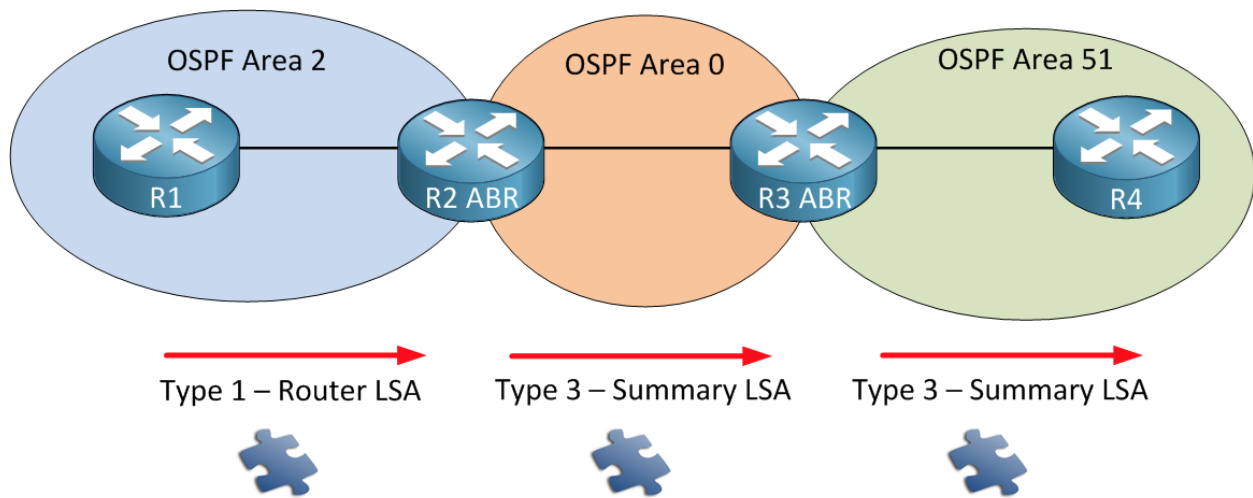 OSPF Area 2
OSPF Area 0
OSPF Area 51
R1
R2 ABR
R3 ABR
R4
Type 1 – Router LSA
Type 3 – Summary LSA
Type 3 – Summary LSA